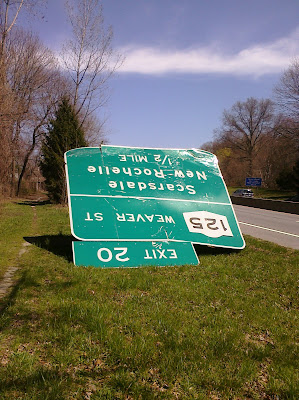 EXIT 20
125 WEAVER ST
Scarsdale
New Rochelle
1/2 MILE